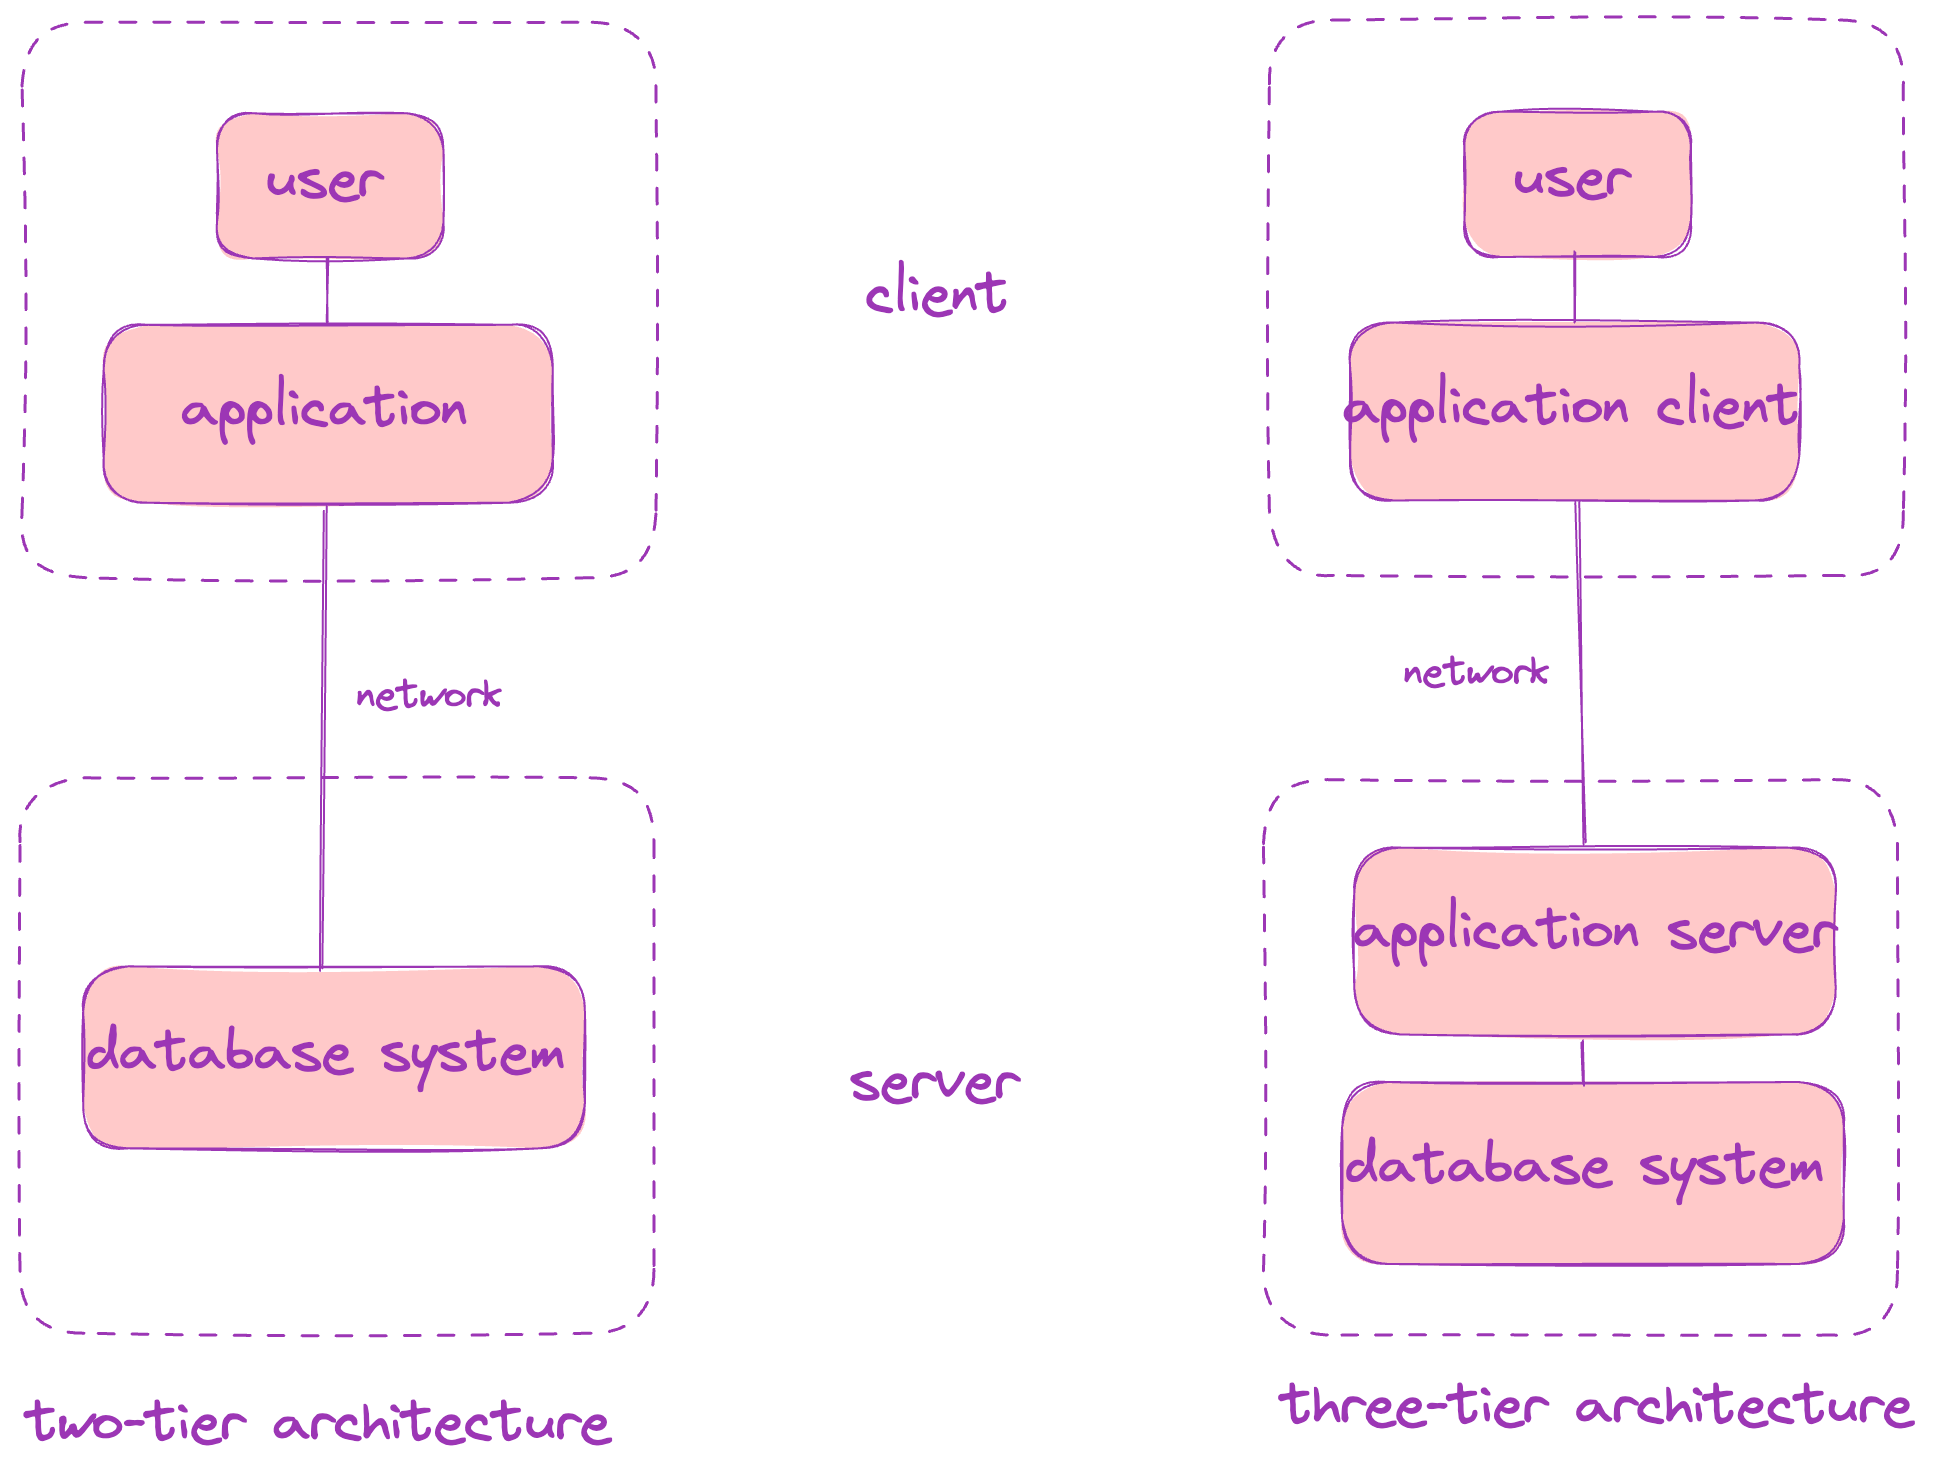 user
application
network
database system
two-tier architecture
client
server
user
application client
network
application server
database system
three-tier architecture